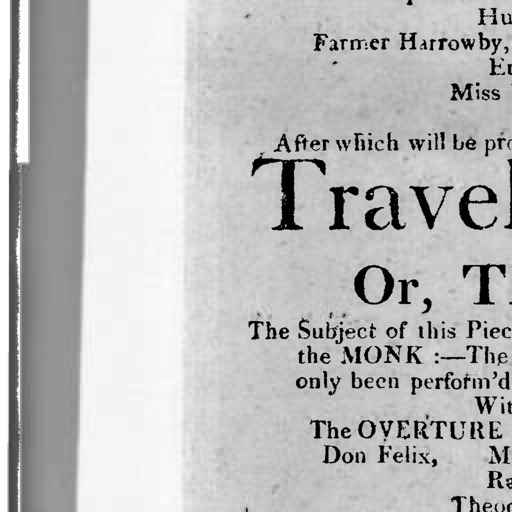 Hu
Farmer Harrowby,
Er
Miss
After which will be pro
Travel
Or, T
The Subject of this Piec
the MONK :—The
only been perform'd
Wit
The OVERTURE
Don Felix, M
Ra
Theod